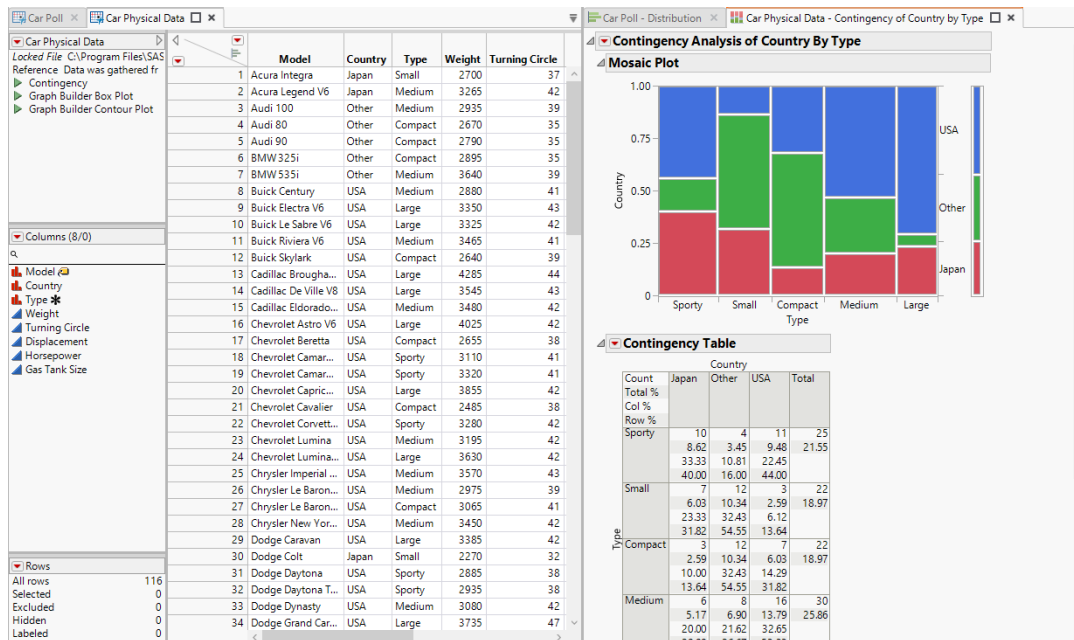 Car Poll
Car Physical Data
Car Poll - Distribution
Car Physical Data - Contingency of Country by Type
Car Physical Data
Locked File C:\Program Files\SAS
Reference Data was gathered fr
Contingency
Graph Builder Box Plot
Graph Builder Contour Plot
Columns (8/0)
Model
Country
Type
Weight
Turning Circle
Displacement
Horsepower
Gas Tank Size
Rows
All rows 116
Selected 0
Excluded 0
Hidden 0
Labeled 0
Model Country Type Weight Turning Circle
1 Acura Integra Japan Small 2700 37
2 Acura Legend V6 Japan Medium 3265 42
3 Audi 100 Other Medium 2935 39
4 Audi 80 Other Compact 2670 35
5 Audi 90 Other Compact 2790 35
6 BMW 325i Other Compact 2895 35
7 BMW 535i Other Medium 3640 39
8 Buick Century USA Medium 2880 41
9 Buick Electra V6 USA Large 3350 43
10 Buick Le Sabre V6 USA Large 3325 42
11 Buick Riviera V6 USA Medium 3465 41
12 Buick Skylark USA Compact 2640 39
13 Cadillac Brougha... USA Large 4285 44
14 Cadillac De Ville V8 USA Large 3545 43
15 Cadillac Eldorado... USA Medium 3480 42
16 Chevrolet Astro V6 USA Large 4025 42
17 Chevrolet Beretta USA Compact 2655 38
18 Chevrolet Camar... USA Sporty 3110 41
19 Chevrolet Camar... USA Sporty 3320 41
20 Chevrolet Capric... USA Large 3855 42
21 Chevrolet Cavalier USA Compact 2485 38
22 Chevrolet Corvett... USA Sporty 3280 42
23 Chevrolet Lumina USA Medium 3195 42
24 Chevrolet Lumina... USA Large 3630 42
25 Chrysler Imperial ... USA Medium 3570 43
26 Chrysler Le Baron... USA Medium 2975 39
27 Chrysler Le Baron... USA Compact 3065 41
28 Chrysler New Yor... USA Medium 3450 42
29 Dodge Caravan USA Large 3385 42
30 Dodge Colt Japan Small 2270 32
31 Dodge Daytona USA Sporty 2885 38
32 Dodge Daytona T... USA Sporty 2935 38
33 Dodge Dynasty USA Medium 3080 42
34 Dodge Grand Car... USA Large 3735 47
Contingency Analysis of Country By Type
Mosaic Plot
1.00
0.75
0.50
0.25
0
Country
USA
Other
Japan
Sporty Small Compact Medium Large
Type
Contingency Table
Country
Count Japan Other USA Total
Total %
Col %
Row %
Type
Sporty 10 4 11 25
8.62 3.45 9.48 21.55
33.33 10.81 22.45
40.00 16.00 44.00
Small 7 12 3 22
6.03 10.34 2.59 18.97
23.33 32.43 6.12
31.82 54.55 13.64
Compact 3 12 7 22
2.59 10.34 6.03 18.97
10.00 32.43 14.29
13.64 54.55 31.82
Medium 6 8 16 30
5.17 6.90 13.79 25.86
20.00 21.62 32.65